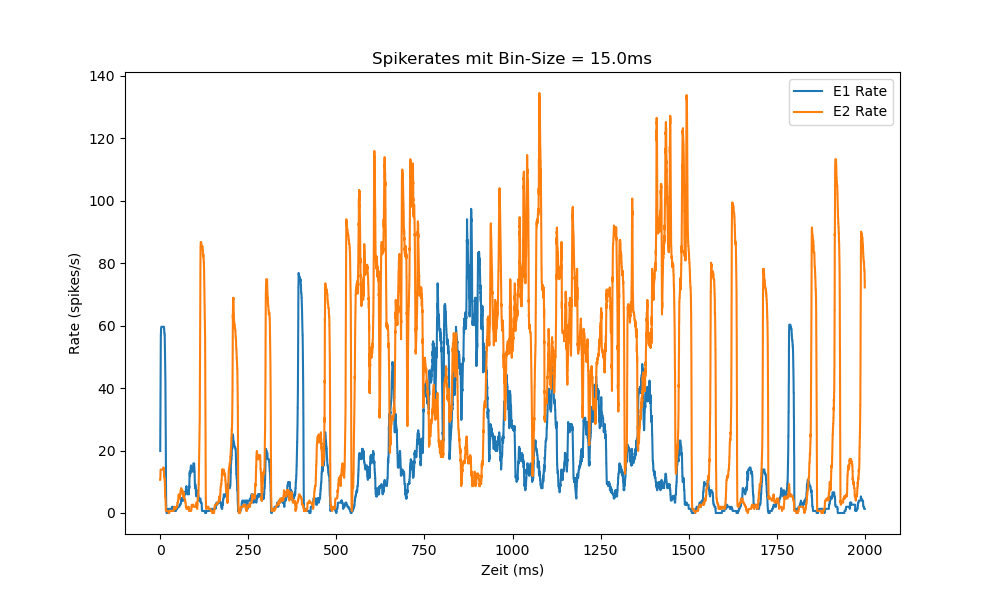 Spikerates mit Bin-Size = 15.0ms
E1 Rate
E2 Rate
Rate (spikes/s)
140
120
100
80
60
40
20
0
0 250 500 750 1000 1250 1500 1750 2000
Zeit (ms)